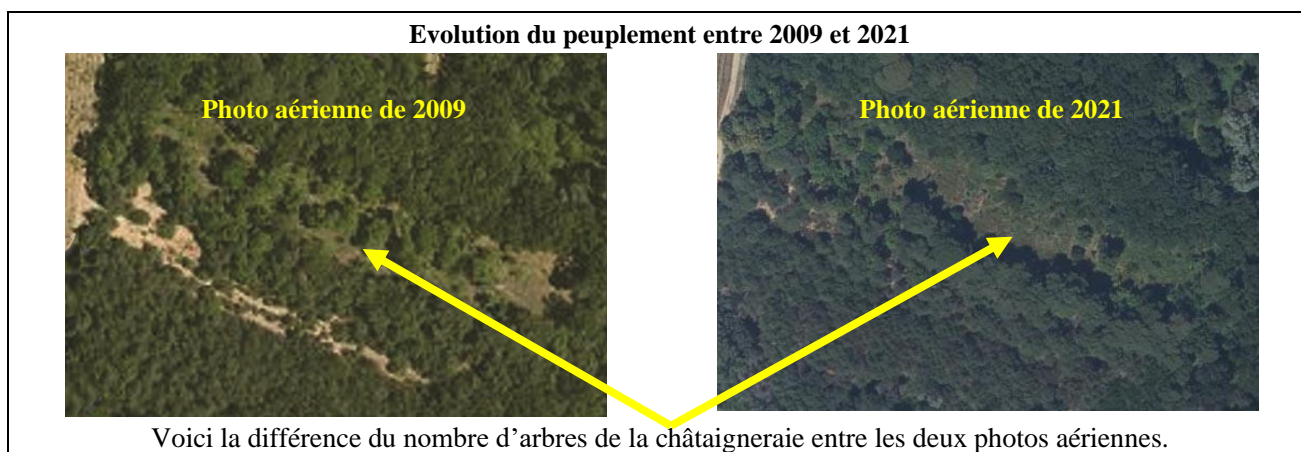 Evolution du peuplement entre 2009 et 2021
Photo aérienne de 2009
Photo aérienne de 2021
Voici la différence du nombre d’arbres de la châtaigneraie entre les deux photos aériennes.